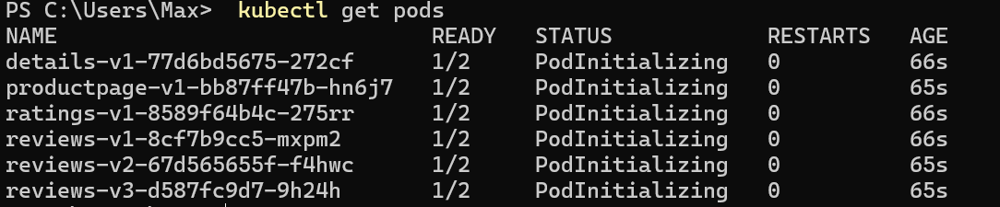 PS C:\Users\Max>  kubectl get pods
NAME                             READY   STATUS            RESTARTS   AGE
details-v1-77d6bd5675-272cf      1/2     PodInitializing   0          66s
productpage-v1-bb87ff47b-hn6j7   1/2     PodInitializing   0          65s
ratings-v1-8589f64b4c-275rr      1/2     PodInitializing   0          66s
reviews-v1-8cf7b9cc5-mxpm2       1/2     PodInitializing   0          66s
reviews-v2-67d565655f-f4hwc      1/2     PodInitializing   0          65s
reviews-v3-d587fc9d7-9h24h       1/2     PodInitializing   0          65s